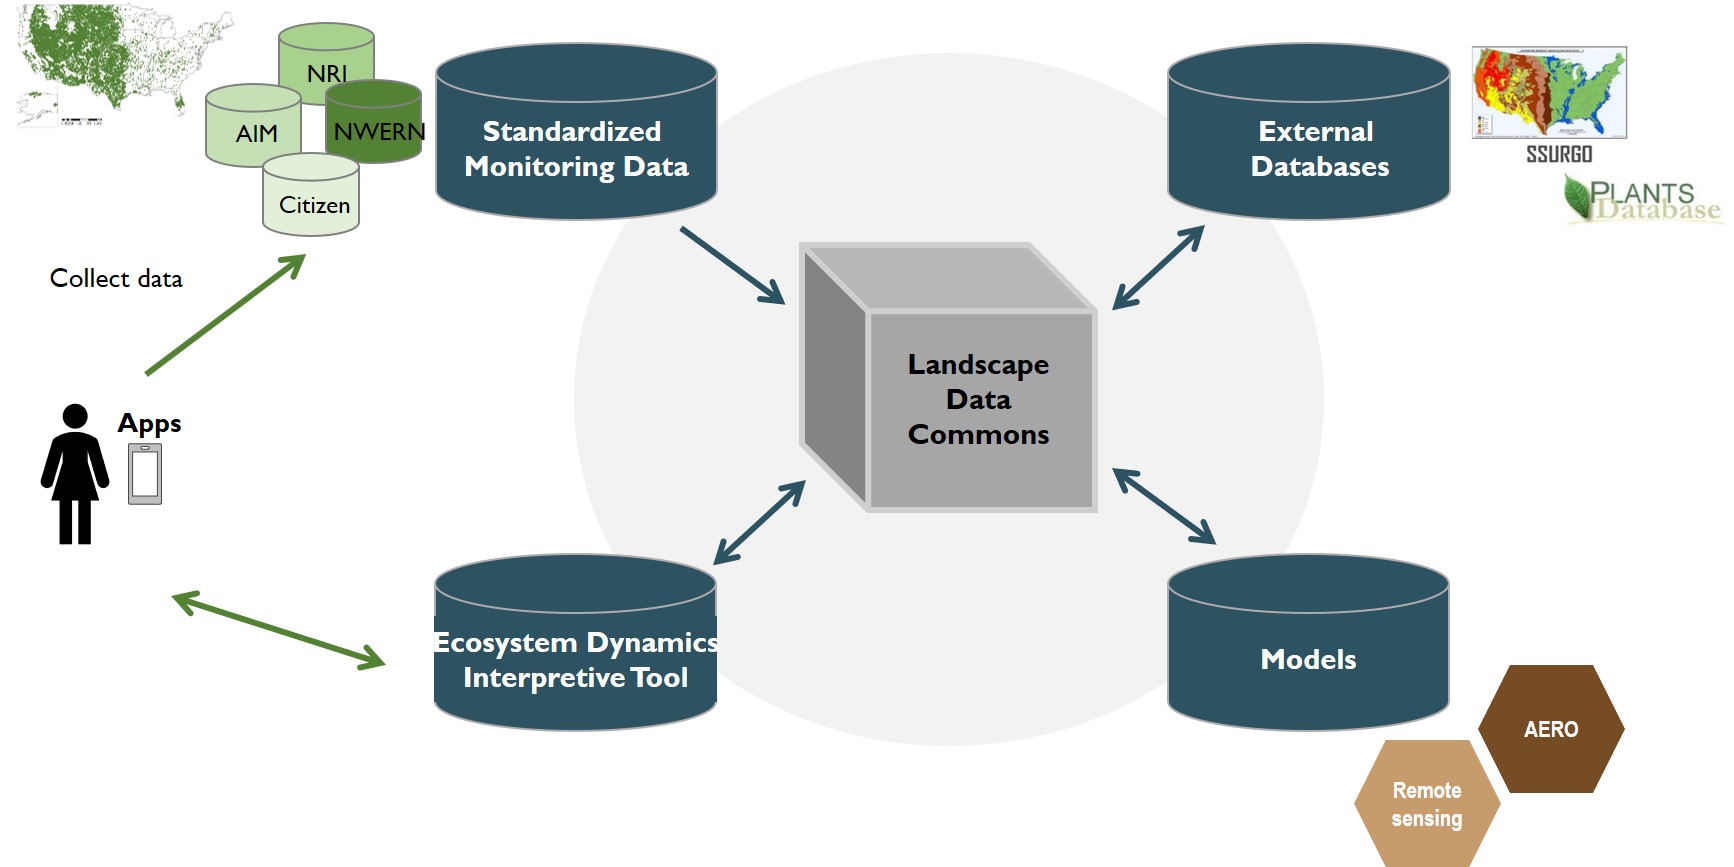 NRI
AIM
NWERN
Citizen
Standardized
Monitoring Data
External
Databases
SSURGO
PLANTS
Database
Collect data
Landscape
Data
Commons
Apps
Ecosystem Dynamics
Interpretive Tool
Models
AERO
Remote
sensing